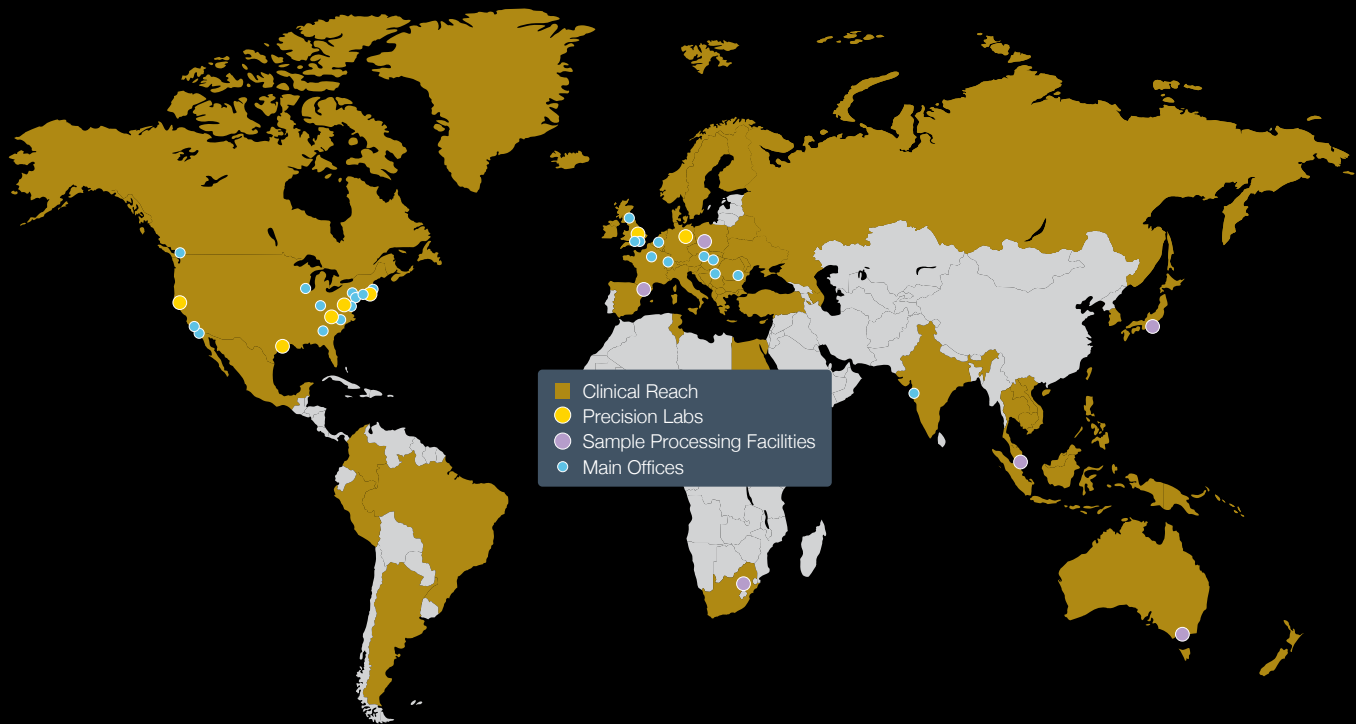 Clinical Reach
Precision Labs
Sample Processing Facilities
Main Offices